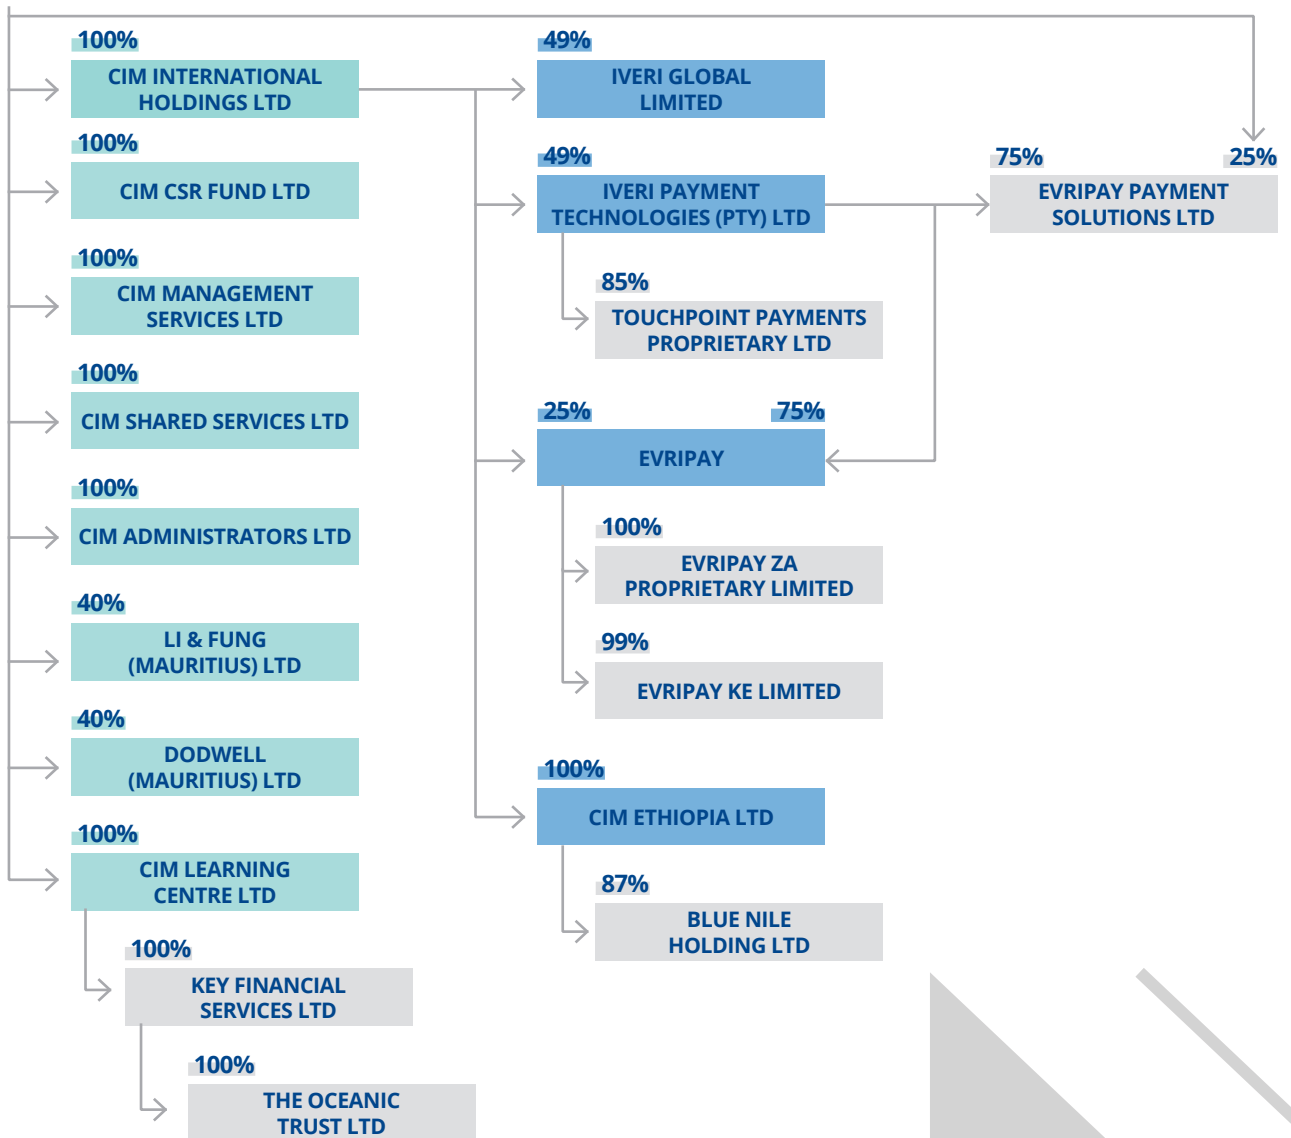 100%
CIM INTERNATIONAL
HOLDINGS LTD
100%
CIM CSR FUND LTD
100%
CIM MANAGEMENT
SERVICES LTD
100%
CIM SHARED SERVICES LTD
100%
CIM ADMINISTRATORS LTD
40%
LI & FUNG
(MAURITIUS) LTD
40%
DODWELL
(MAURITIUS) LTD
100%
CIM LEARNING
CENTRE LTD
100%
KEY FINANCIAL
SERVICES LTD
100%
THE OCEANIC
TRUST LTD
49%
IVERI GLOBAL
LIMITED
49%
IVERI PAYMENT
TECHNOLOGIES (PTY) LTD
85%
TOUCHPOINT PAYMENTS
PROPRIETARY LTD
25% 75%
EVRIPAY
100%
EVRIPAY ZA
PROPRIETARY LIMITED
99%
EVRIPAY KE LIMITED
100%
CIM ETHIOPIA LTD
87%
BLUE NILE
HOLDING LTD
75% 25%
EVRIPAY PAYMENT
SOLUTIONS LTD